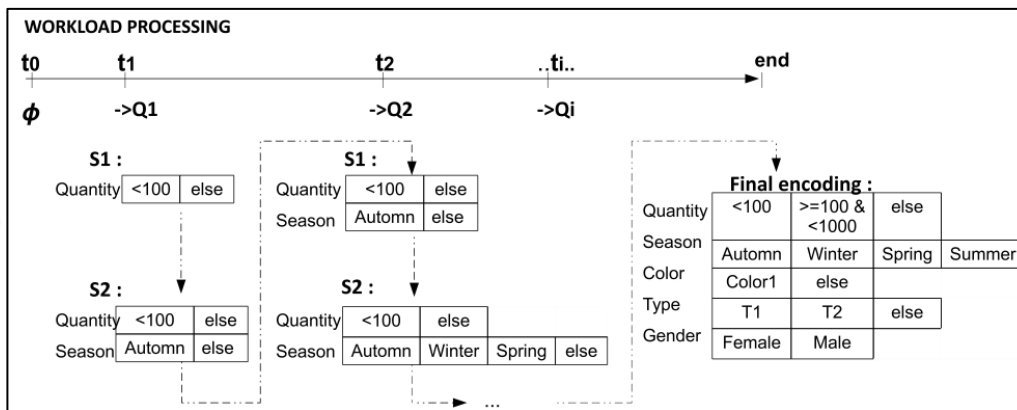 WORKLOAD PROCESSING
t0 t1 t2 ..ti.. end
ϕ ->Q1 ->Q2 ->Qi
S1 :
Quantity <100 else
S2 :
Quantity <100 else
Season Automn else
S1 :
Quantity <100 else
Season Automn else
S2 :
Quantity <100 else
Season Automn Winter Spring else
...
Final encoding :
Quantity <100 >=100 & <1000 else
Season Automn Winter Spring Summer
Color Color1 else
Type T1 T2 else
Gender Female Male